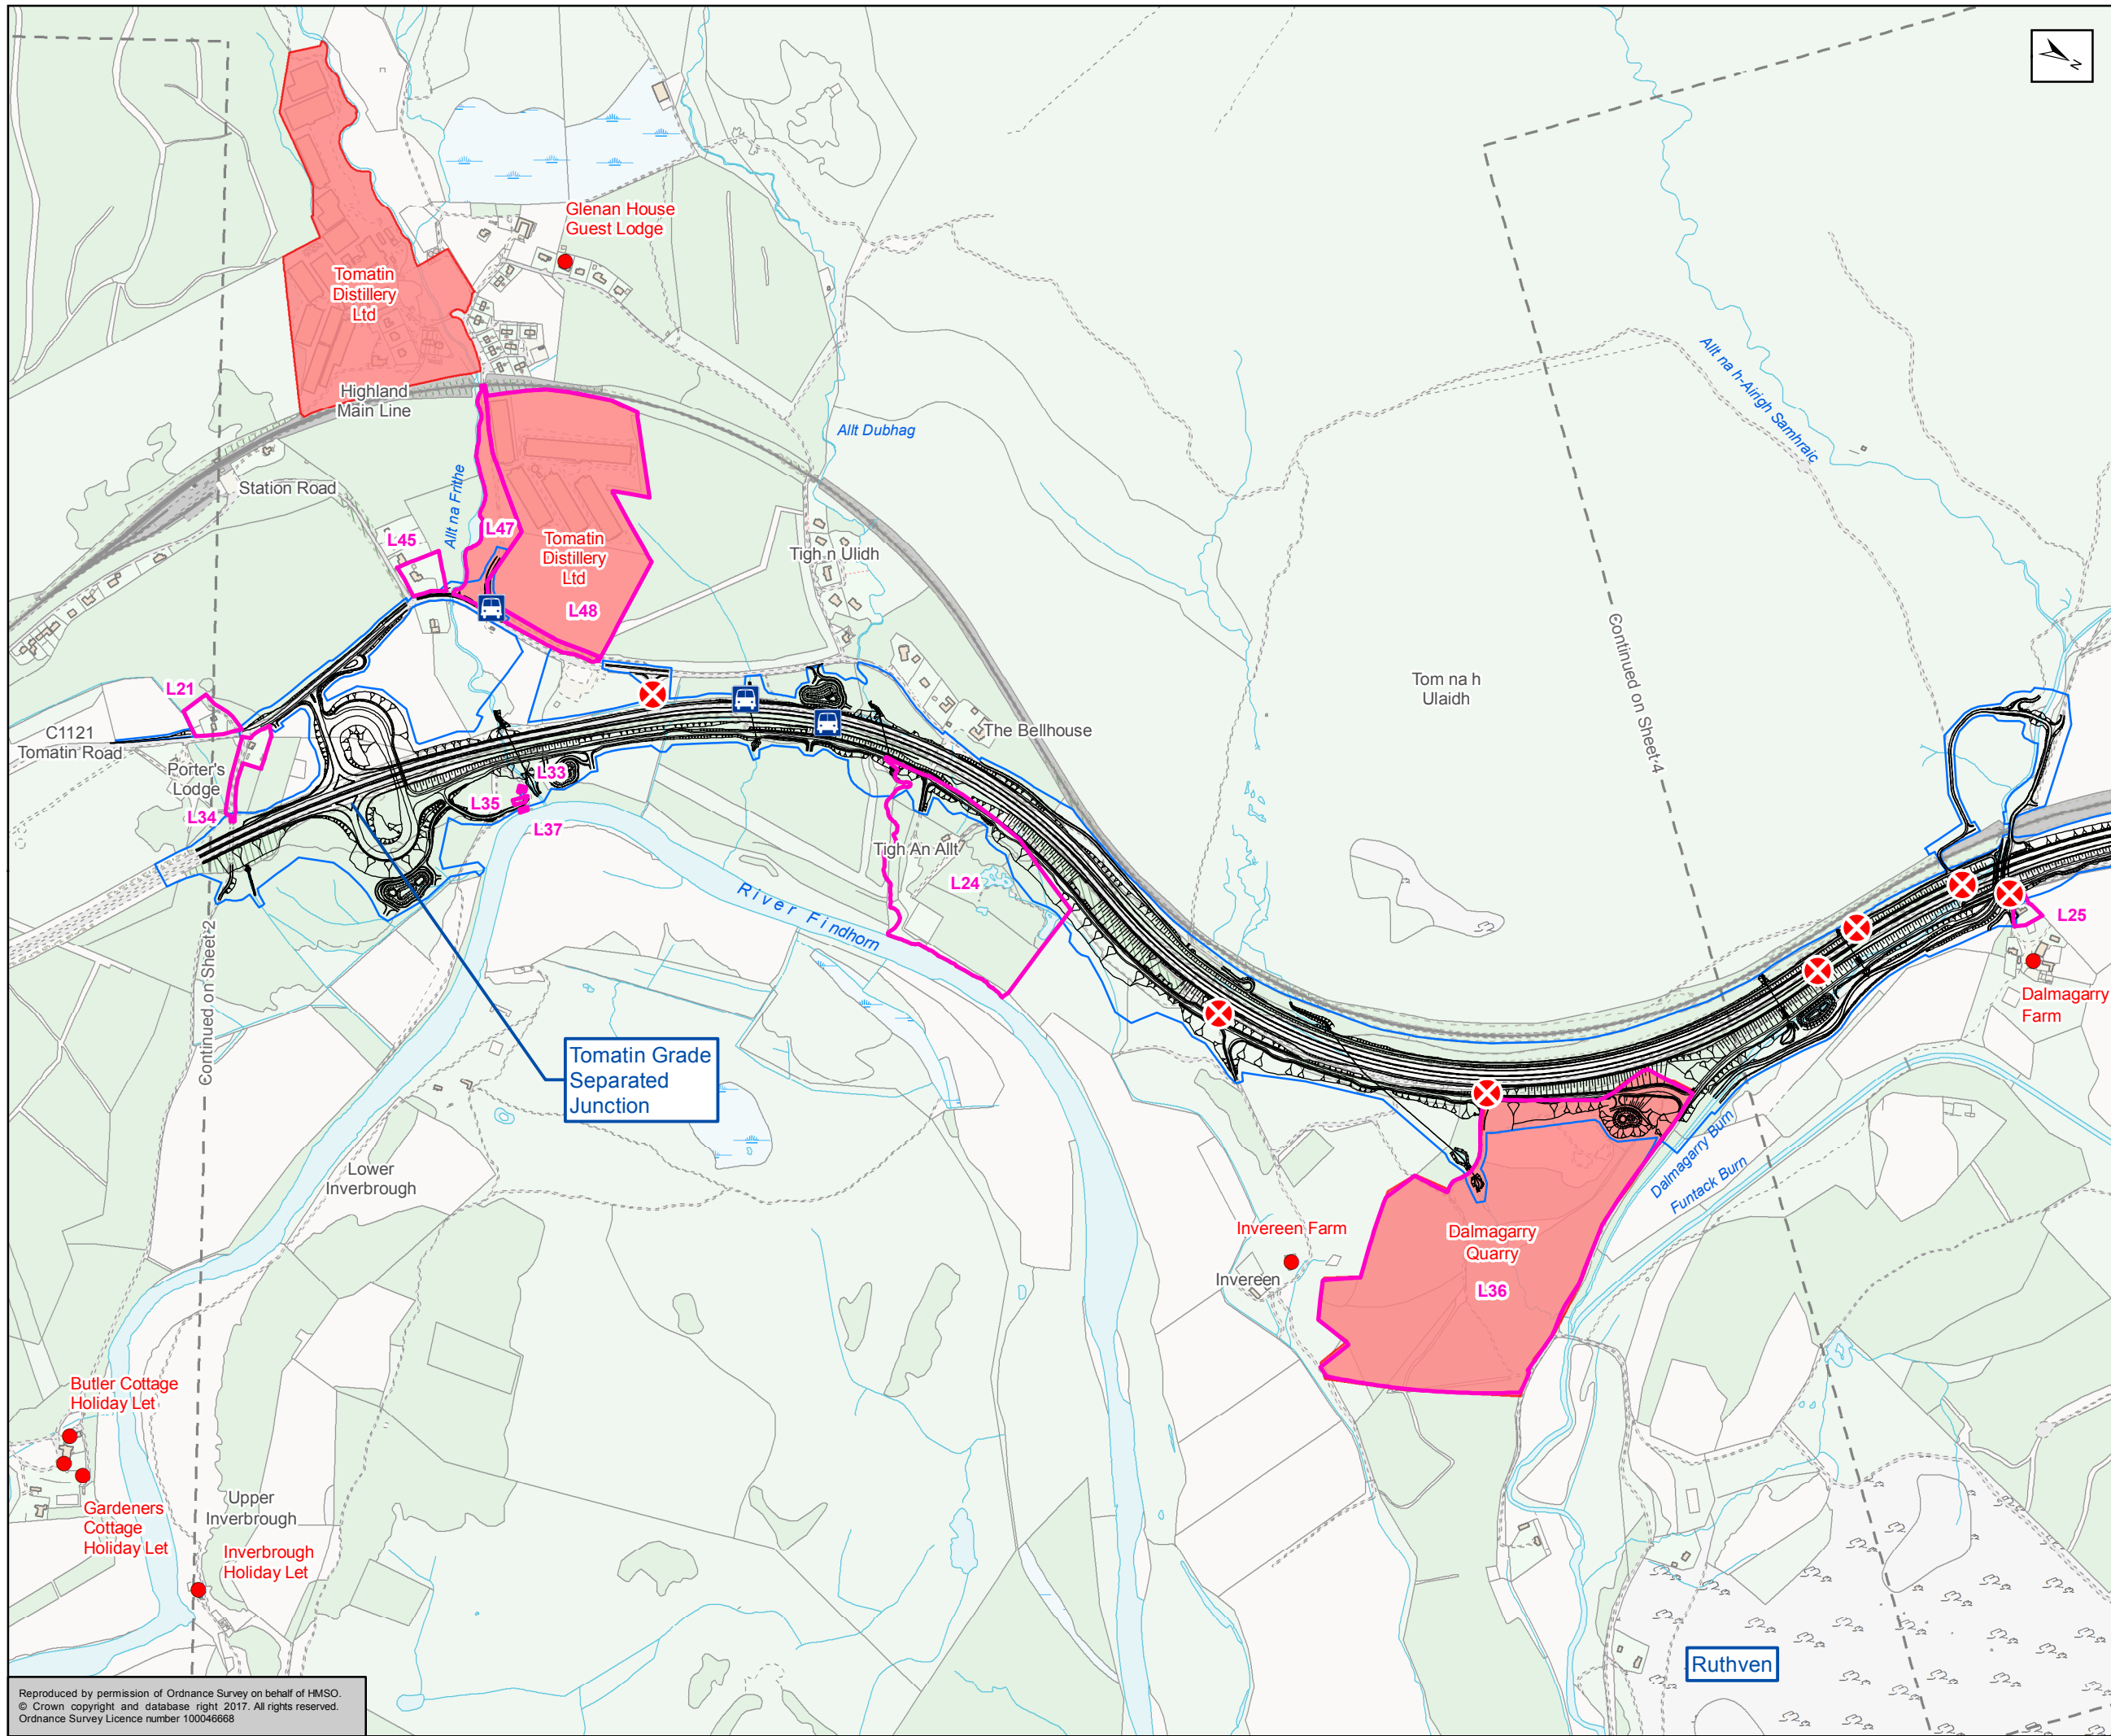 N
Glenan House
Guest Lodge
Tomatin
Distillery
Ltd
Highland
Main Line
Allt na h-Airigh Samhraic
Allt Dubhag
Station Road
Allt na Frithe
L47
L45
Tomatin
Distillery
Ltd
L48
Tigh n Ulidh
Continued on Sheet 4
Tom na h
Ulaidh
L21
C1121
Tomatin Road
The Bellhouse
Porter's
Lodge
L33
L35
L34
L37
Tigh An Allt
L24
River Findhorn
L25
Dalmagarry
Farm
Continued on Sheet 2
Tomatin Grade
Separated
Junction
Dalmagarry Burn
Funtack Burn
Lower
Inverbrough
Invereen Farm
Invereen
Dalmagarry
Quarry
L36
Butler Cottage
Holiday Let
Gardeners
Cottage
Holiday Let
Upper
Inverbrough
Inverbrough
Holiday Let
Ruthven
Reproduced by permission of Ordnance Survey on behalf of HMSO.
© Crown copyright and database right 2017. All rights reserved.
Ordnance Survey Licence number 100046668